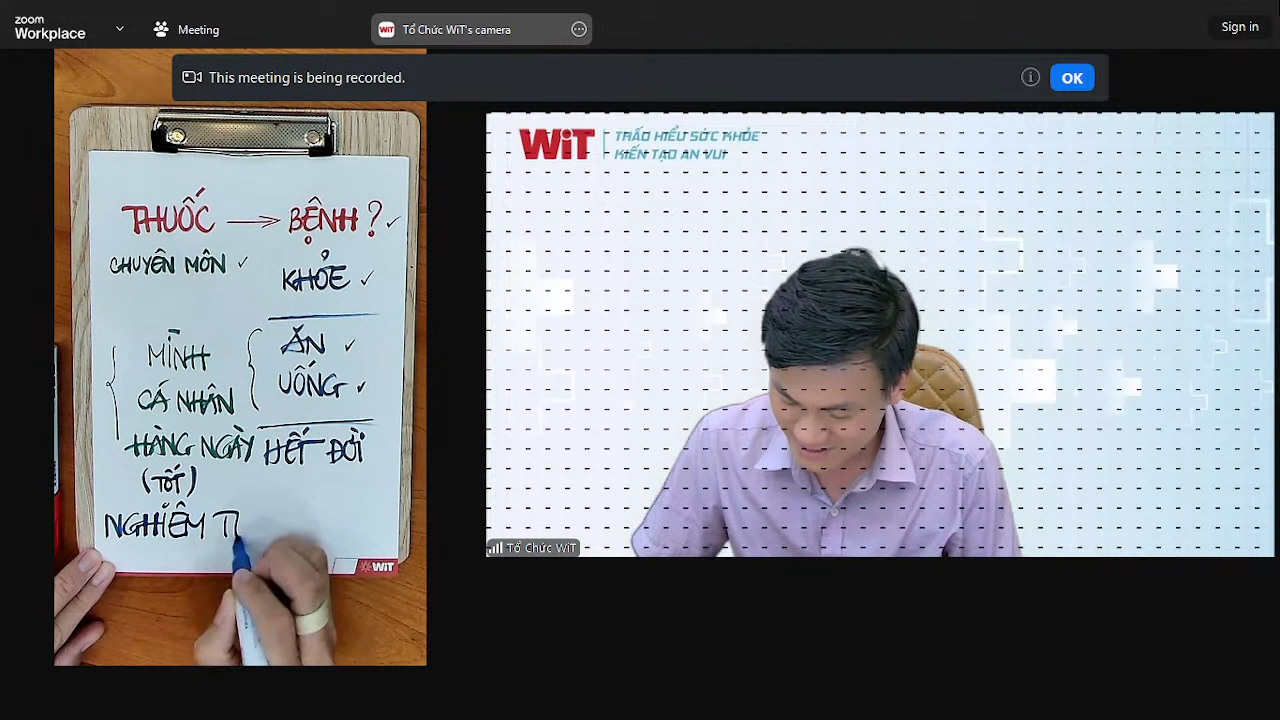 zoom
Workplace
Meeting
Tổ Chức WiT's camera
Sign in
This meeting is being recorded.
OK
THUỐC → BỆNH? ✓
CHUYÊN MÔN ✓
KHỎE ✓
ĂN ✓
UỐNG ✓
MÌNH
CÁ NHÂN
HÀNG NGÀY
(TỐT)
HẾT ĐỜI
NGHIÊM T
WiT
WiT
THẤU HIỂU SỨC KHỎE
KIẾN TẠO AN VUI
Tổ Chức WiT